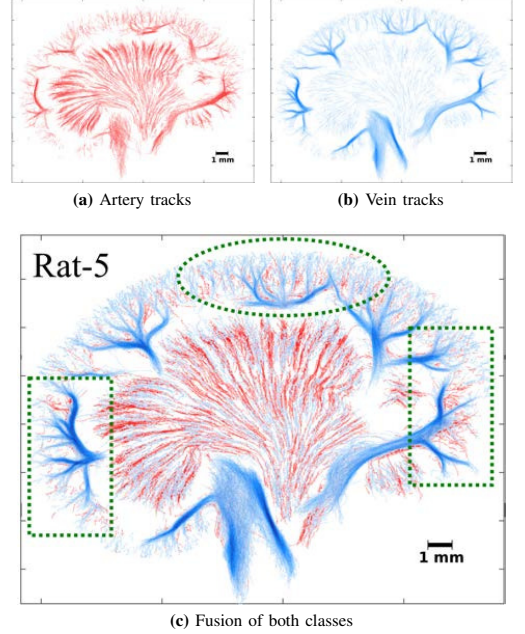 1 mm
1 mm
(a) Artery tracks
(b) Vein tracks
Rat-5
1 mm
(c) Fusion of both classes